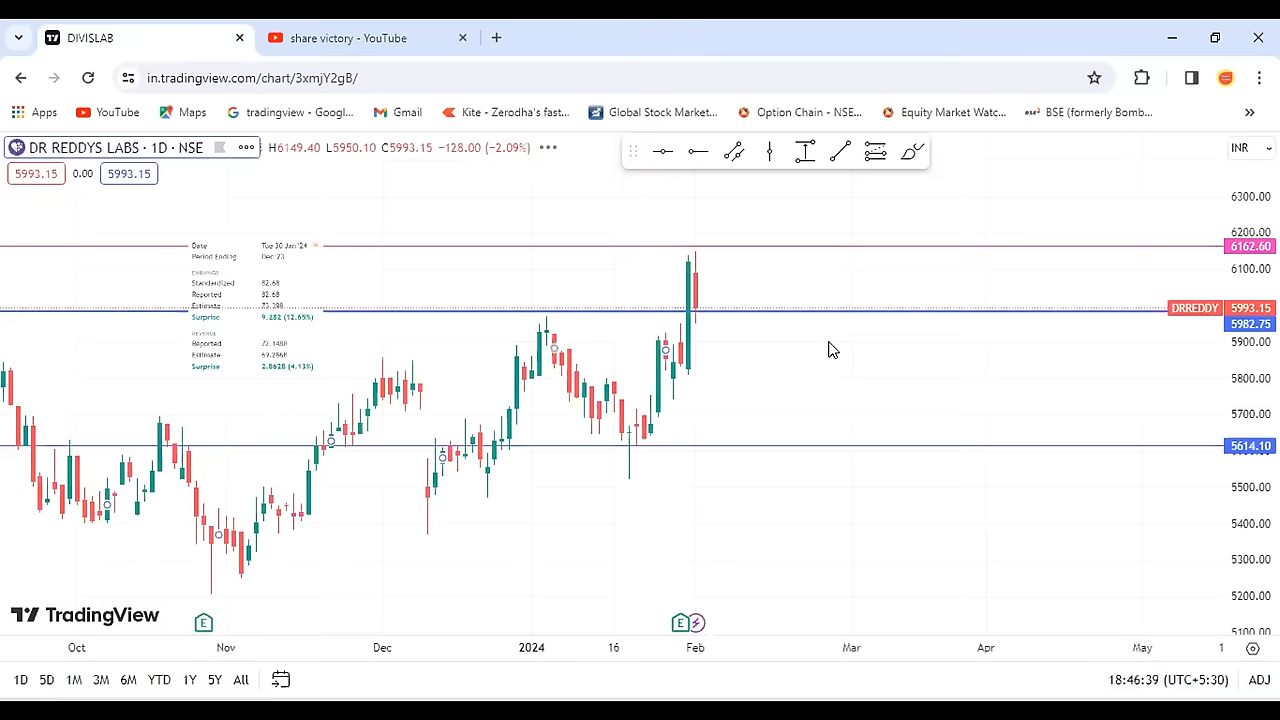 DIVISLAB
share victory - YouTube
in.tradingview.com/chart/3xmjY2gB/
Apps
YouTube
Maps
tradingview - Googl...
Gmail
Kite - Zerodha's fast...
Global Stock Market...
Option Chain - NSE...
Equity Market Watc...
BSE (formerly Bomb...
DR REDDYS LABS · 1D · NSE
H6149.40 L5950.10 C5993.15 −128.00 (−2.09%)
INR
5993.15 0.00 5993.15
6300.00
6200.00
6162.60
6100.00
DRREDDY 5993.15
5982.75
5900.00
5800.00
5700.00
5614.10
5500.00
5400.00
5300.00
5200.00
5100.00
Date Tue 30 Jan '24
Period Ending Dec 23
Standardized 82.68
Reported 82.68
Estimate
Surprise 9.282 (12.65%)
Reported 72.148B
Estimate 69.286B
Surprise 2.862B (4.13%)
TradingView
E
E
Oct Nov Dec 2024 16 Feb Mar Apr May 1
1D 5D 1M 3M 6M YTD 1Y 5Y All
18:46:39 (UTC+5:30) ADJ